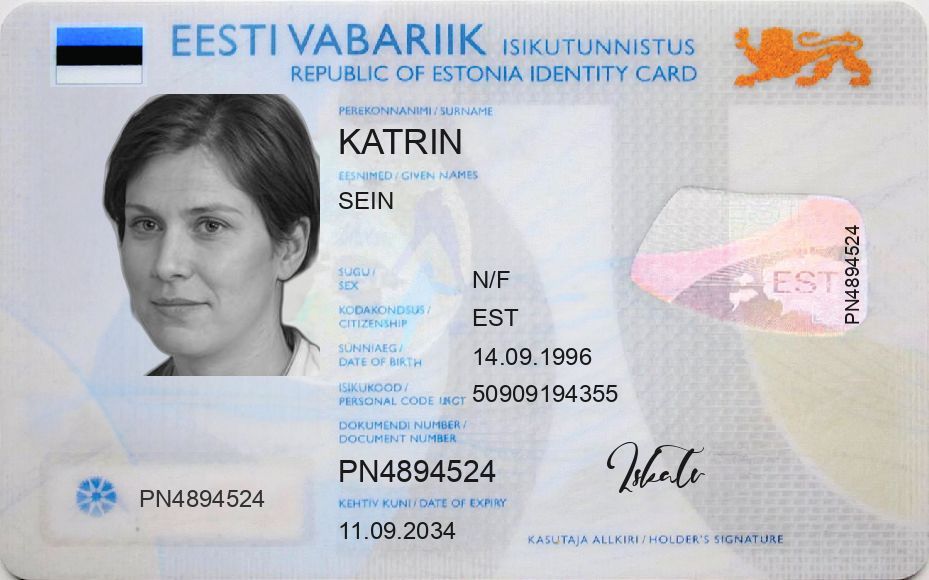 EESTI VABARIIK ISIKUTUNNISTUS
REPUBLIC OF ESTONIA IDENTITY CARD
PEREKONNANIMI / SURNAME
KATRIN
EESNIMED / GIVEN NAMES
SEIN
SUGU /
SEX
N/F
KODAKONDSUS /
CITIZENSHIP
EST
SÜNNIAEG /
DATE OF BIRTH
14.09.1996
ISIKUKOOD /
PERSONAL CODE
50909194355
DOKUMENDI NUMBER /
DOCUMENT NUMBER
PN4894524
KEHTIV KUNI / DATE OF EXPIRY
11.09.2034
PN4894524
EST
PN4894524
KASUTAJA ALLKIRI / HOLDER'S SIGNATURE